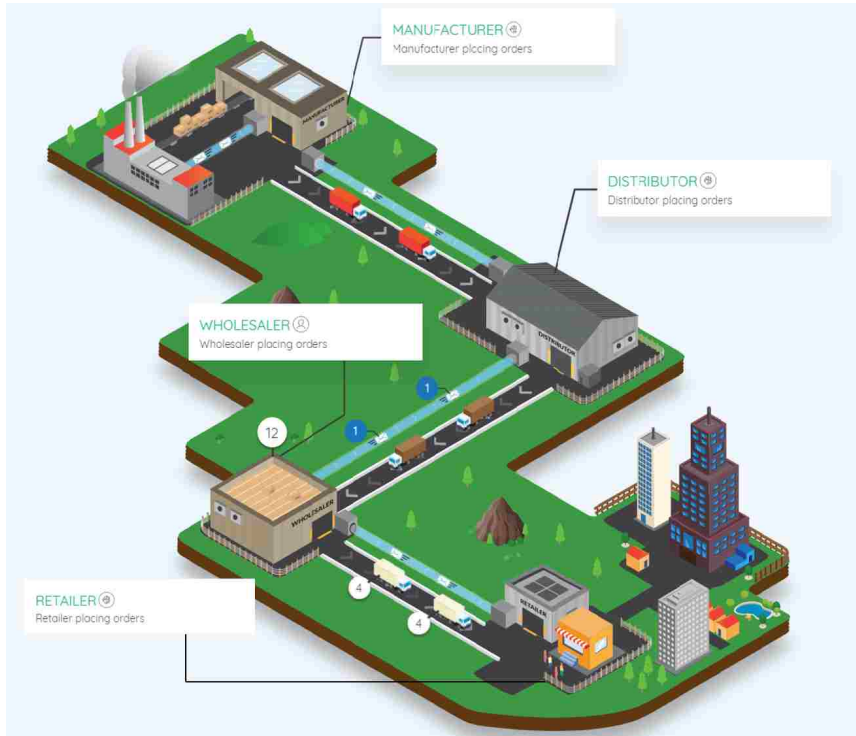 MANUFACTURER
Manufacturer placing orders
MANUFACTURER
DISTRIBUTOR
Distributor placing orders
WHOLESALER
Wholesaler placing orders
DISTRIBUTOR
1
1
12
WHOLESALER
4
4
RETAILER
RETAILER
Retailer placing orders